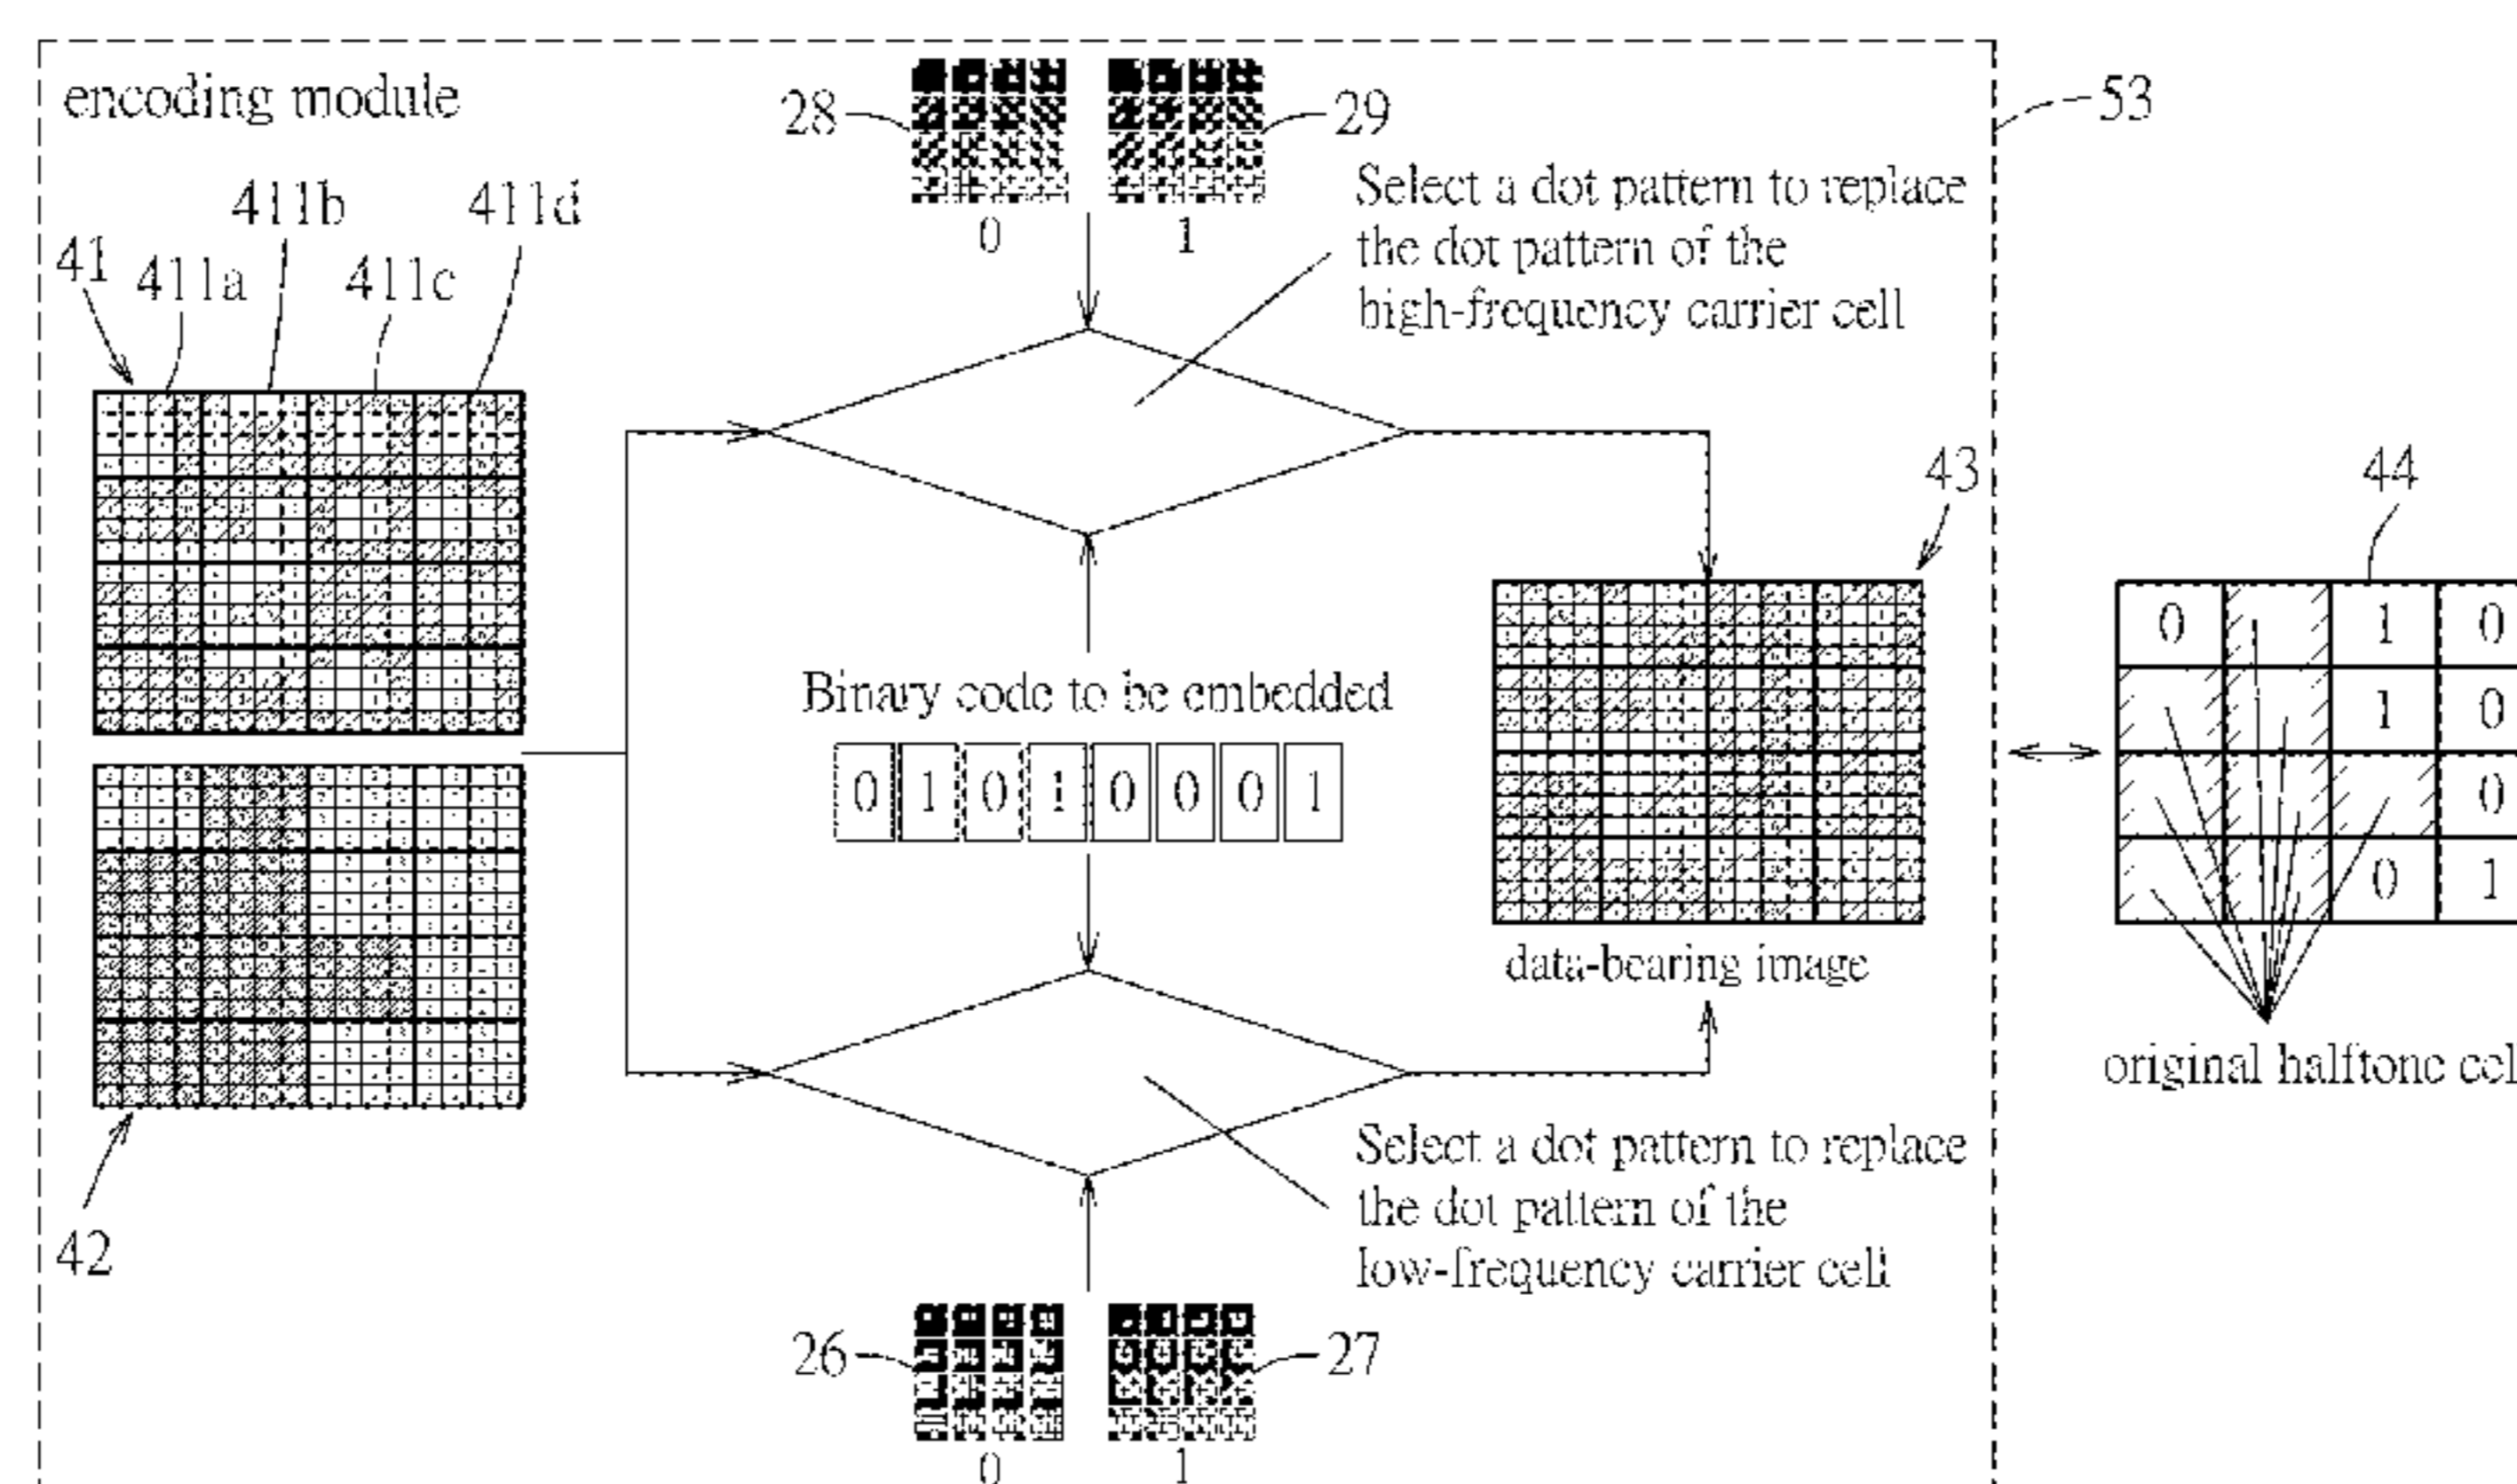 encoding module
28
29
53
0 1
Select a dot pattern to replace
the dot pattern of the
high-frequency carrier cell
41
411a
411b
411c
411d
43
44
Binary code to be embedded
0 1 0 1 0 0 0 1
0 1 0
1 0
0
0 1
data-bearing image
original halftone cel
42
Select a dot pattern to replace
the dot pattern of the
low-frequency carrier cell
26
27
0 1